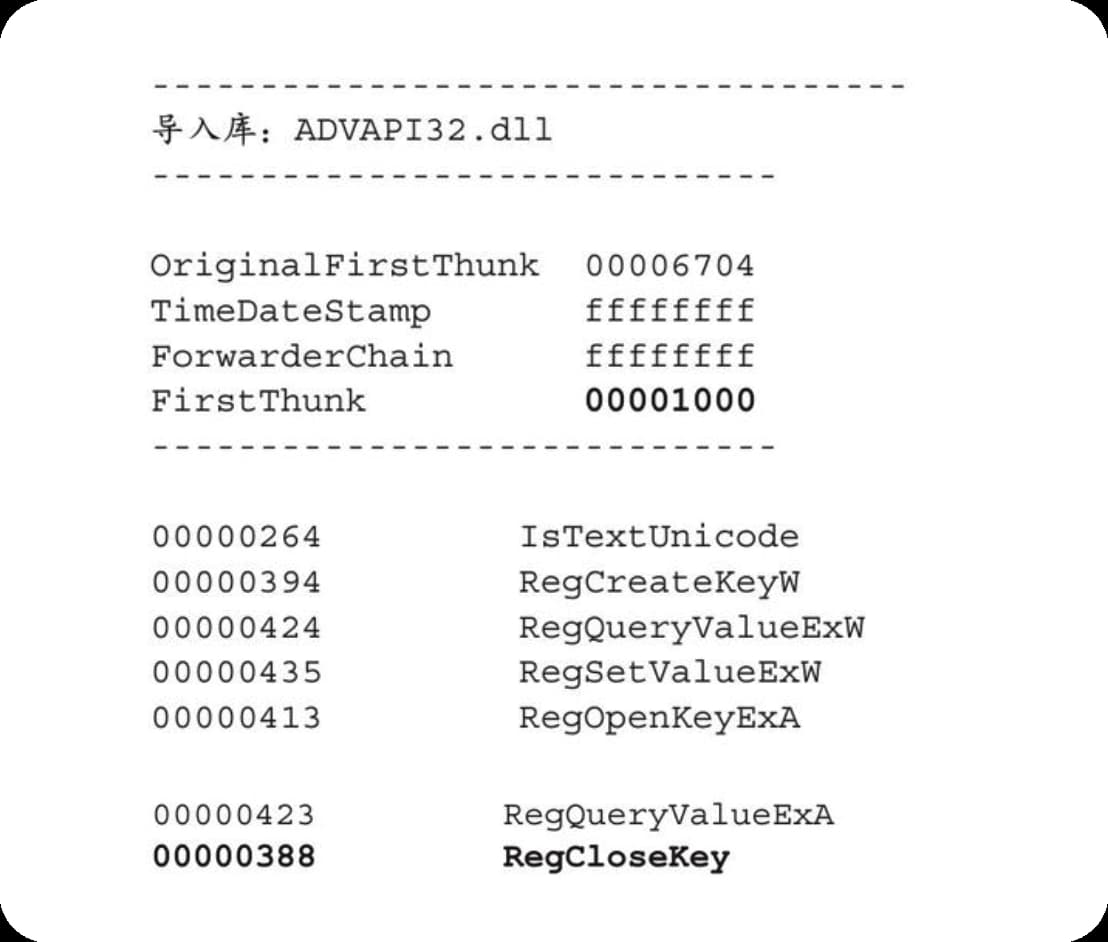 -----------------------------------
导入库：ADVAPI32.dll
-----------------------------
OriginalFirstThunk 00006704
TimeDateStamp ffffffff
ForwarderChain ffffffff
FirstThunk 00001000
-----------------------------
00000264 IsTextUnicode
00000394 RegCreateKeyW
00000424 RegQueryValueExW
00000435 RegSetValueExW
00000413 RegOpenKeyExA
00000423 RegQueryValueExA
00000388 RegCloseKey